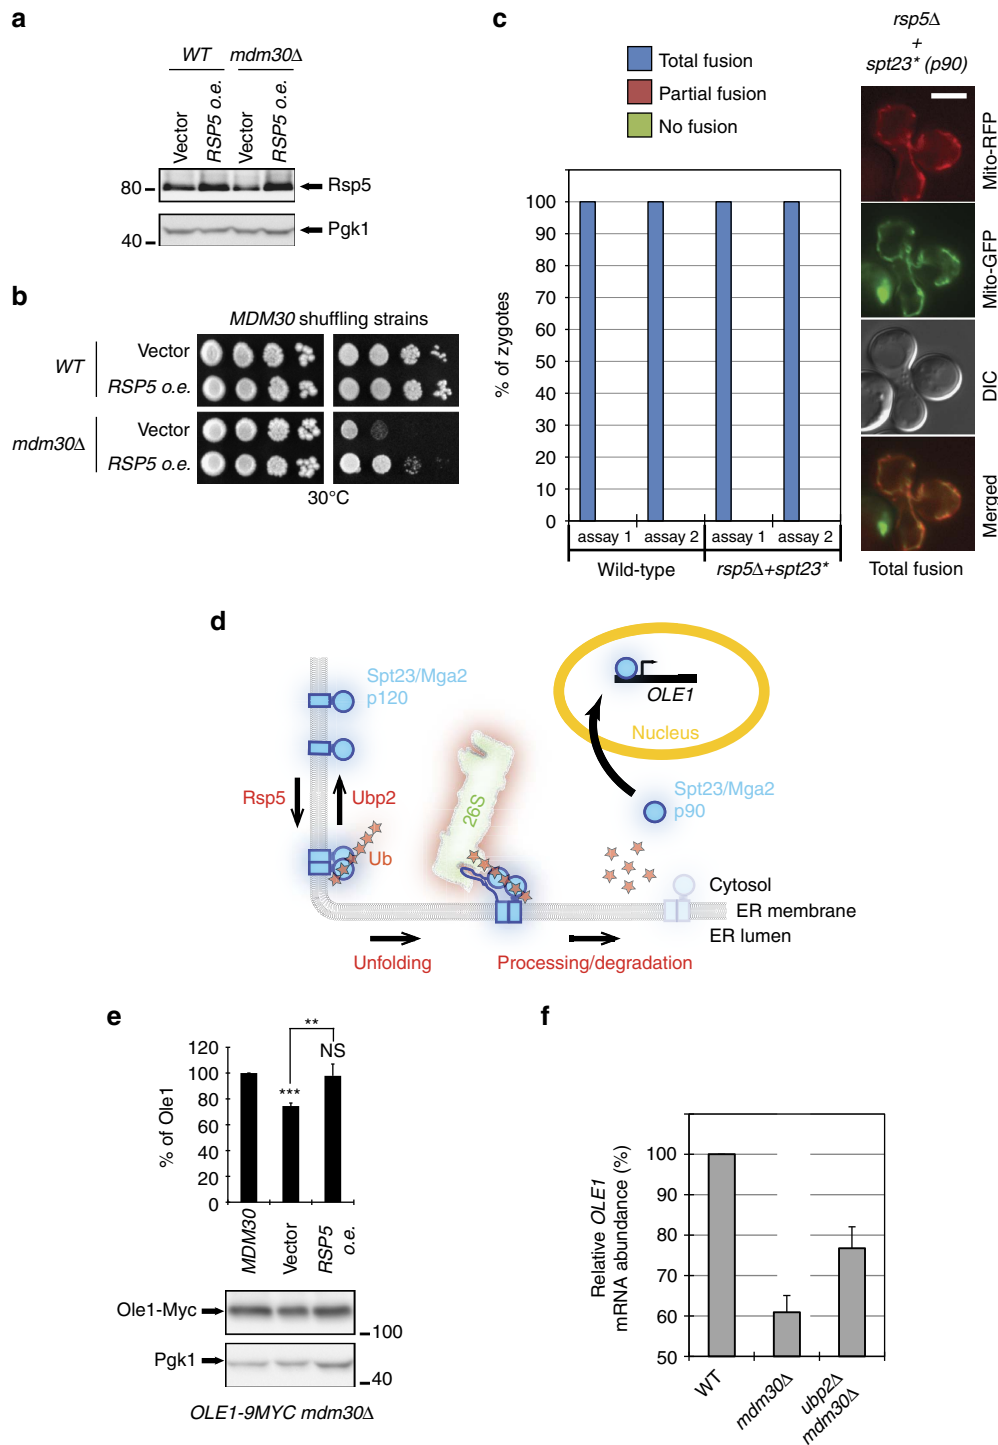 a
WT mdm30Δ
Vector
RSP5 o.e.
Vector
RSP5 o.e.
80
Rsp5
40
Pgk1
b
MDM30 shuffling strains
WT
Vector
RSP5 o.e.
mdm30Δ
Vector
RSP5 o.e.
30°C
c
Total fusion
Partial fusion
No fusion
% of zygotes
100
90
80
70
60
50
40
30
20
10
0
assay 1 assay 2 assay 1 assay 2
Wild-type rsp5Δ+spt23*
rsp5Δ
+
spt23* (p90)
Mito-RFP
Mito-GFP
DIC
Merged
Total fusion
d
Spt23/Mga2
p120
Rsp5
Ubp2
Ub
26S
OLE1
Nucleus
Spt23/Mga2
p90
Cytosol
ER membrane
ER lumen
Unfolding
Processing/degradation
e
% of Ole1
120
100
80
60
40
20
0
**
NS
***
MDM30
Vector
RSP5
o.e.
Ole1-Myc
100
Pgk1
40
OLE1-9MYC mdm30Δ
f
Relative OLE1
mRNA abundance (%)
100
90
80
70
60
50
WT
mdm30Δ
ubp2Δ
mdm30Δ